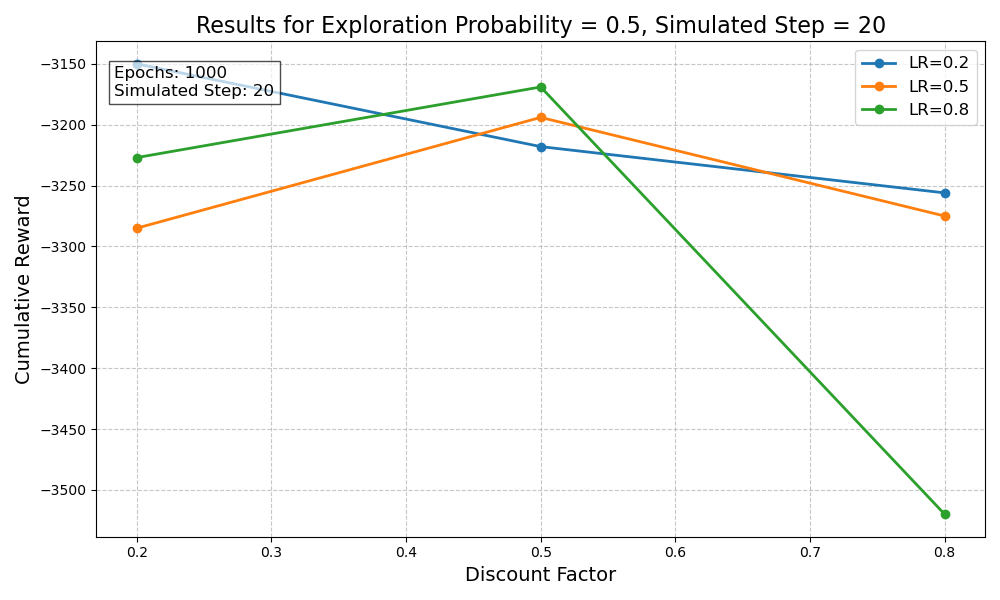 Results for Exploration Probability = 0.5, Simulated Step = 20
Epochs: 1000
Simulated Step: 20
LR=0.2
LR=0.5
LR=0.8
Cumulative Reward
−3150
−3200
−3250
−3300
−3350
−3400
−3450
−3500
0.2 0.3 0.4 0.5 0.6 0.7 0.8
Discount Factor